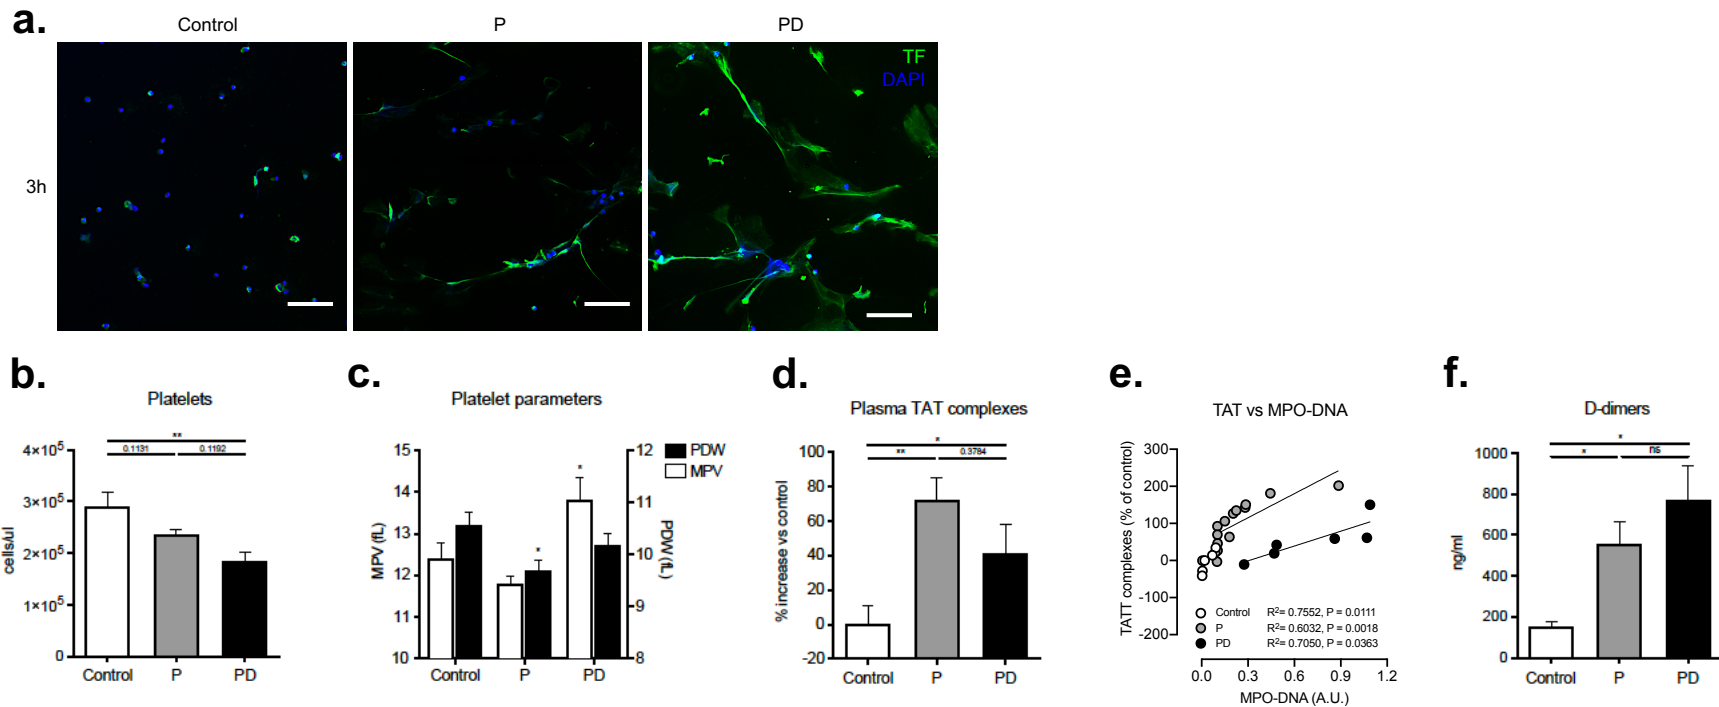 a.
Control
P
PD
TF
DAPI
3h
b.
Platelets
**
0.1131
0.1192
4×10⁵
3×10⁵
2×10⁵
1×10⁵
0
cells/ul
Control
P
PD
c.
Platelet parameters
15
14
13
12
11
10
MPV (fL)
*
*
12
11
10
9
8
PDW (fL)
PDW
MPV
Control
P
PD
d.
Plasma TAT complexes
*
**
0.3784
100
80
60
40
20
0
-20
% increase vs control
Control
P
PD
e.
TAT vs MPO-DNA
300
200
100
0
-100
-200
TATT complexes (% of control)
Control R²= 0.7552, P = 0.0111
P R²= 0.6032, P = 0.0018
PD R²= 0.7050, P = 0.0363
0.0 0.3 0.6 0.9 1.2
MPO-DNA (A.U.)
f.
D-dimers
*
*
ns
1000
800
600
400
200
0
ng/ml
Control
P
PD